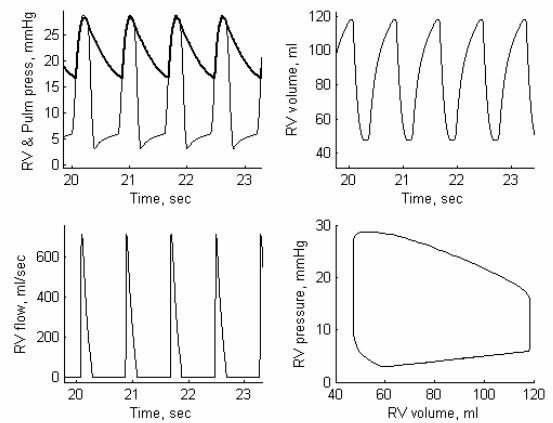 RV & Pulm press, mmHg
25
20
15
10
5
0
20 21 22 23
Time, sec
RV volume, ml
120
100
80
60
40
20 21 22 23
Time, sec
RV flow, ml/sec
600
400
200
0
20 21 22 23
Time, sec
RV pressure, mmHg
30
20
10
0
40 60 80 100 120
RV volume, ml